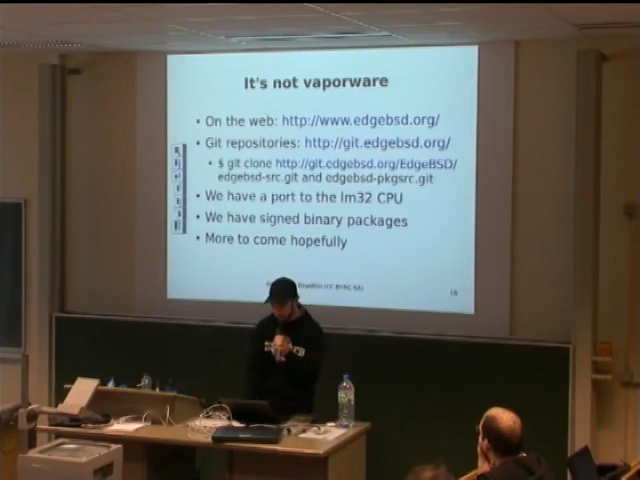 It's not vaporware
• On the web: http://www.edgebsd.org/
• Git repositories: http://git.edgebsd.org/
• $ git clone http://git.edgebsd.org/EdgeBSD/
edgebsd-src.git and edgebsd-pkgsrc.git
• We have a port to the lm32 CPU
• We have signed binary packages
• More to come hopefully